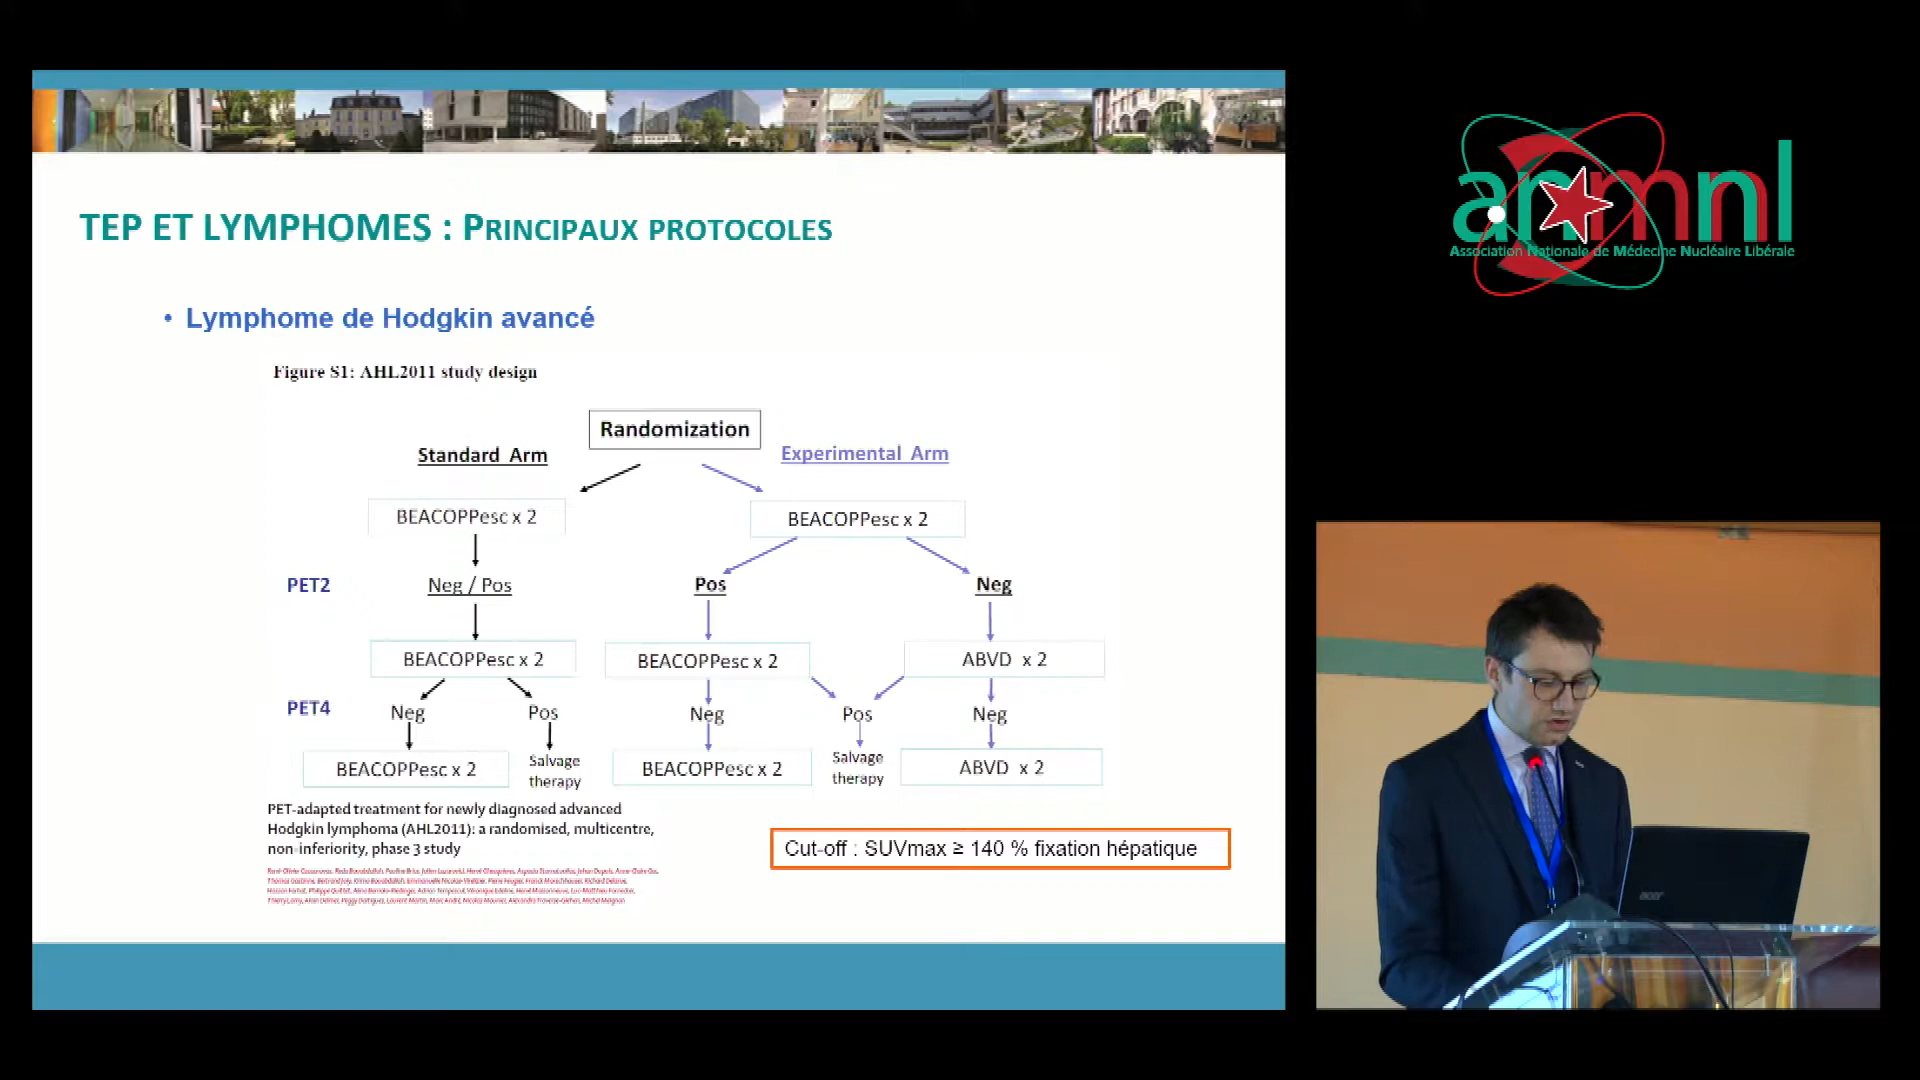 TEP ET LYMPHOMES : PRINCIPAUX PROTOCOLES
• Lymphome de Hodgkin avancé
Figure S1: AHL2011 study design
Randomization
Standard Arm
Experimental Arm
BEACOPPesc x 2
BEACOPPesc x 2
PET2
Neg / Pos
Pos
Neg
BEACOPPesc x 2
BEACOPPesc x 2
ABVD x 2
PET4
Neg
Pos
Neg
Pos
Neg
BEACOPPesc x 2
Salvage
therapy
BEACOPPesc x 2
Salvage
therapy
ABVD x 2
PET-adapted treatment for newly diagnosed advanced
Hodgkin lymphoma (AHL2011): a randomised, multicentre,
non-inferiority, phase 3 study
Cut-off : SUVmax ≥ 140 % fixation hépatique
anmnl
Association Nationale de Médecine Nucléaire Libérale
acer